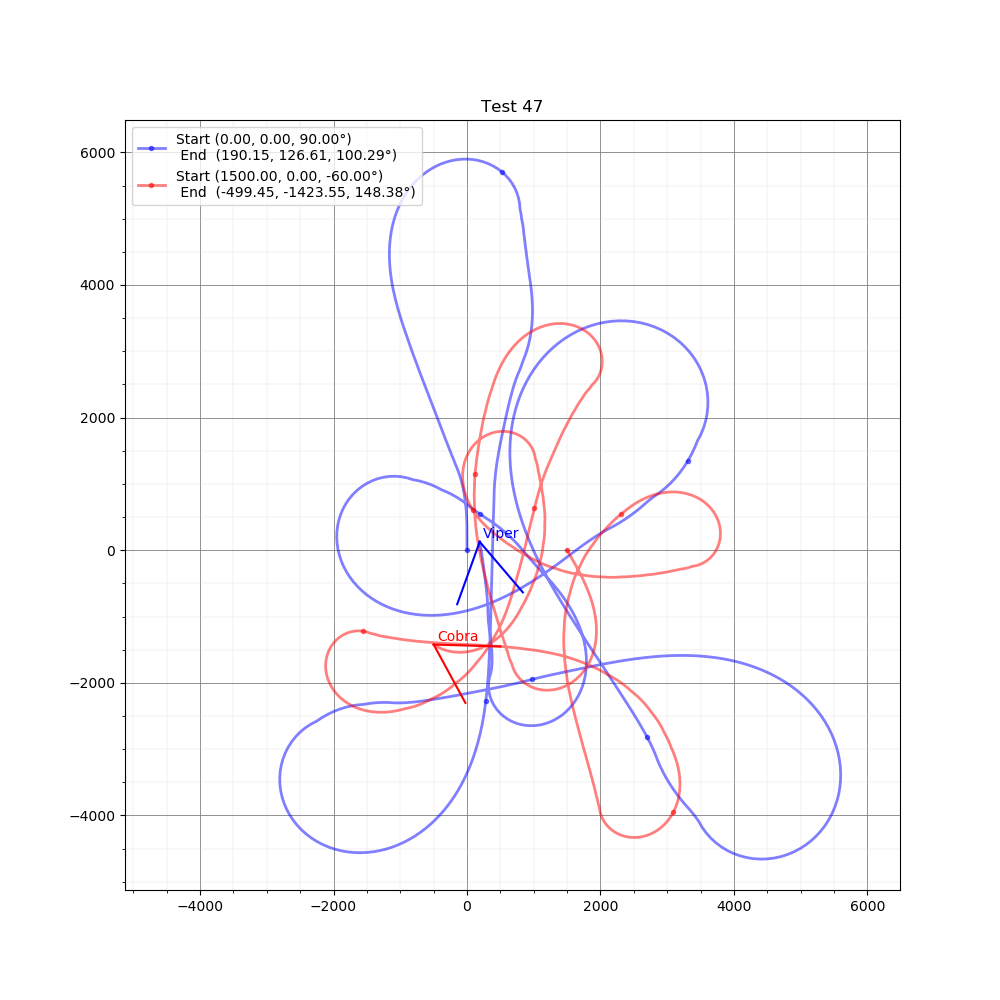 Test 47
Start (0.00, 0.00, 90.00°)
End (190.15, 126.61, 100.29°)
Start (1500.00, 0.00, -60.00°)
End (-499.45, -1423.55, 148.38°)
6000
4000
2000
0
−2000
−4000
Viper
Cobra
−4000 −2000 0 2000 4000 6000